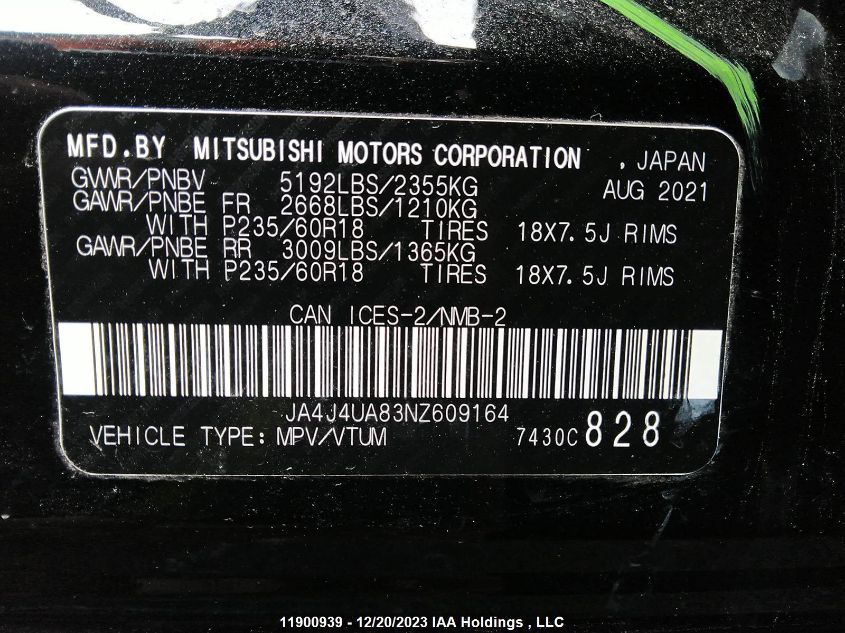 MFD.BY MITSUBISHI MOTORS CORPORATION , JAPAN
GVWR/PNBV 5192LBS/2355KG AUG 2021
GAWR/PNBE FR 2668LBS/1210KG
WITH P235/60R18 TIRES 18X7.5J RIMS
GAWR/PNBE RR 3009LBS/1365KG
WITH P235/60R18 TIRES 18X7.5J RIMS
CAN ICES-2/NMB-2
JA4J4UA83NZ609164
VEHICLE TYPE: MPV/VTUM 7430C 828
11900939 - 12/20/2023 IAA Holdings , LLC